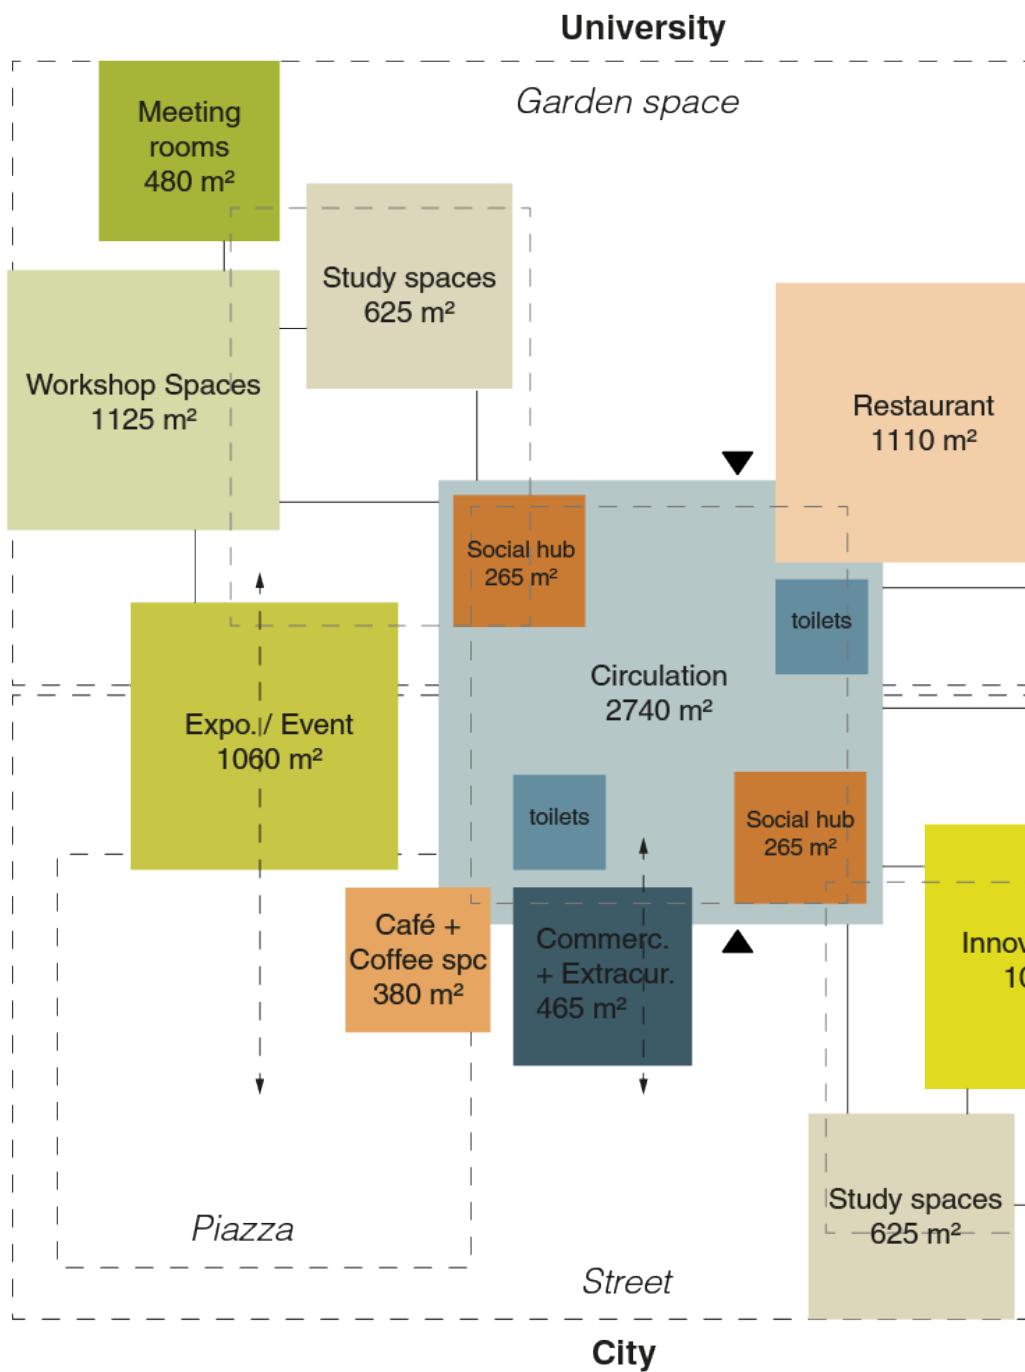 University
Garden space
Meeting
rooms
480 m²
Study spaces
625 m²
Workshop Spaces
1125 m²
Restaurant
1110 m²
Social hub
265 m²
toilets
Circulation
2740 m²
Expo./ Event
1060 m²
toilets
Social hub
265 m²
Café +
Coffee spc
380 m²
Commerc.
+ Extracur.
465 m²
Innov
10
Study spaces
625 m²
Piazza
Street
City